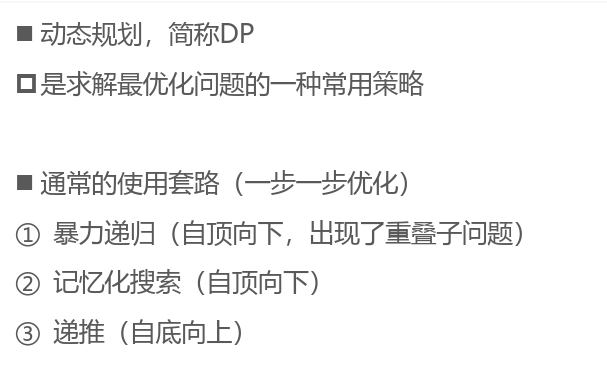 ■ 动态规划，简称DP
□ 是求解最优化问题的一种常用策略
■ 通常的使用套路（一步一步优化）
① 暴力递归（自顶向下，出现了重叠子问题）
② 记忆化搜索（自顶向下）
③ 递推（自底向上）